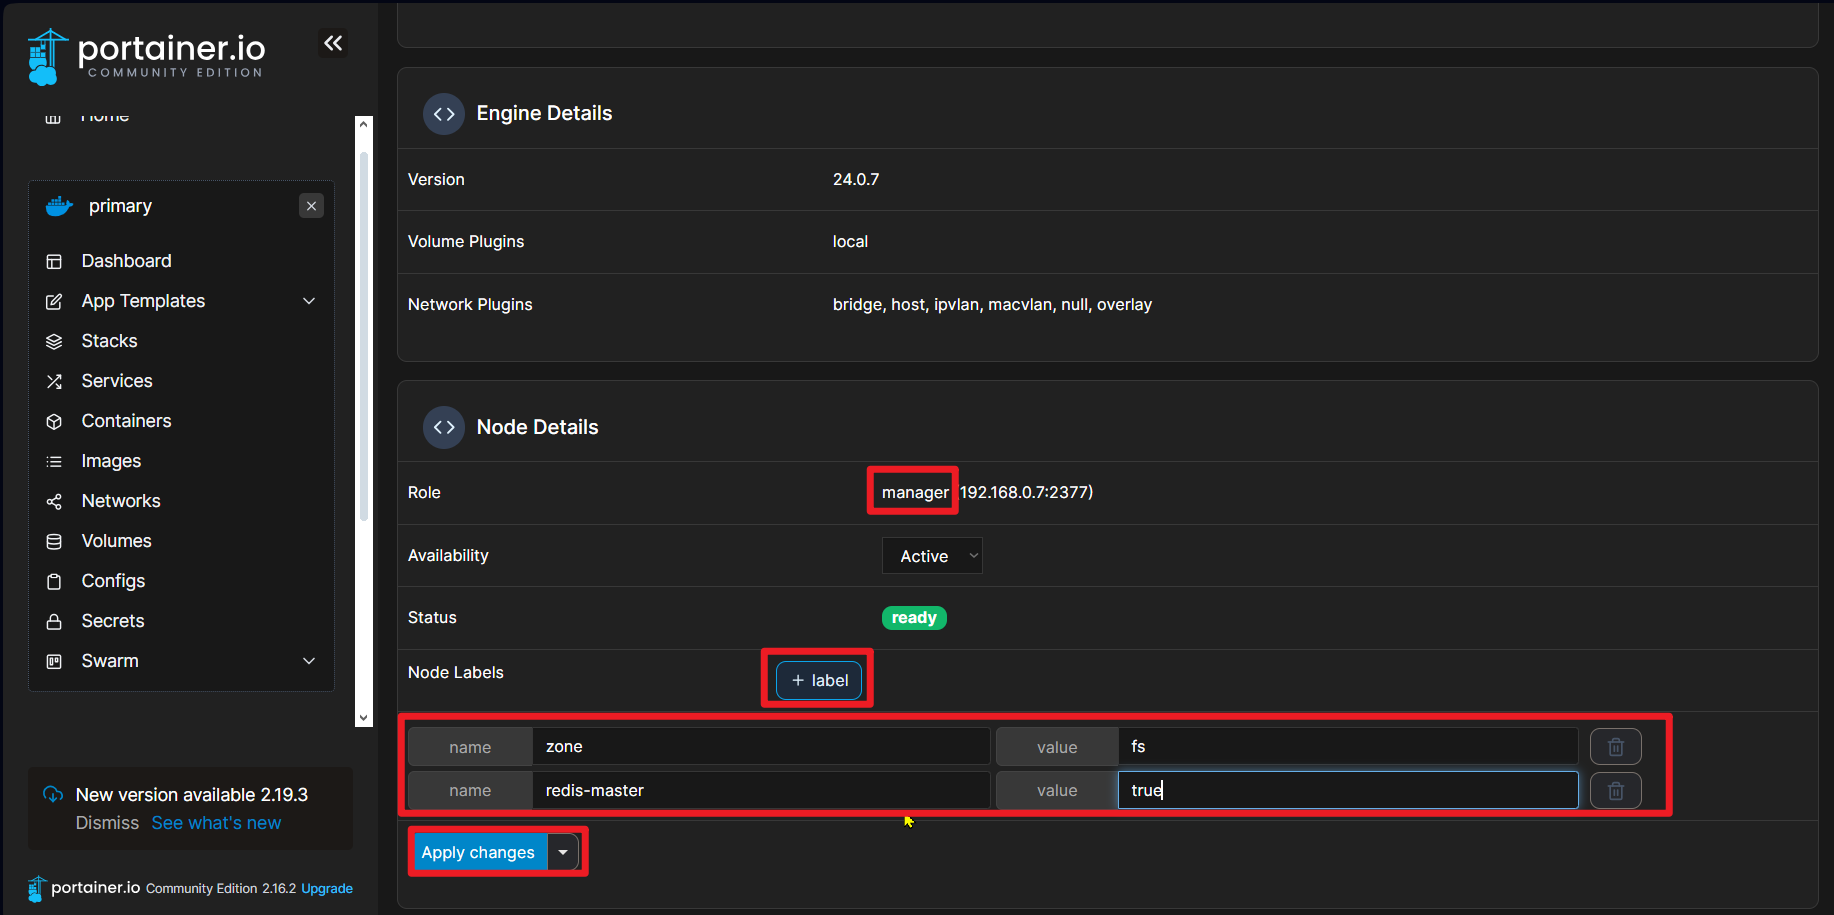 portainer.io
COMMUNITY EDITION
Home
primary
Dashboard
App Templates
Stacks
Services
Containers
Images
Networks
Volumes
Configs
Secrets
Swarm
New version available 2.19.3
Dismiss See what's new
portainer.io Community Edition 2.16.2 Upgrade
Engine Details
Version 24.0.7
Volume Plugins local
Network Plugins bridge, host, ipvlan, macvlan, null, overlay
Node Details
Role manager (192.168.0.7:2377)
Availability Active
Status ready
Node Labels + label
name zone value fs
name redis-master value true
Apply changes